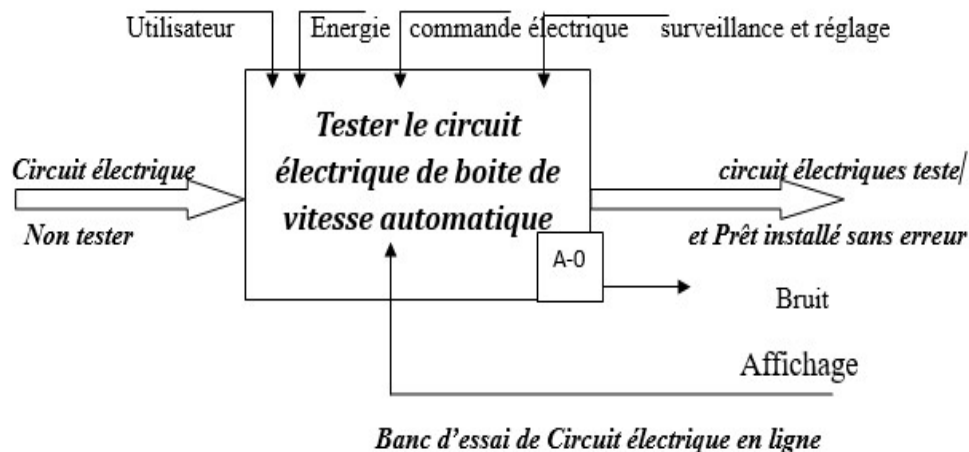 Utilisateur Energie commande électrique surveillance et réglage
Tester le circuit
électrique de boite de
vitesse automatique
Circuit électrique
Non tester
circuit électriques teste/
et Prêt installé sans erreur
A-0
Bruit
Affichage
Banc d'essai de Circuit électrique en ligne